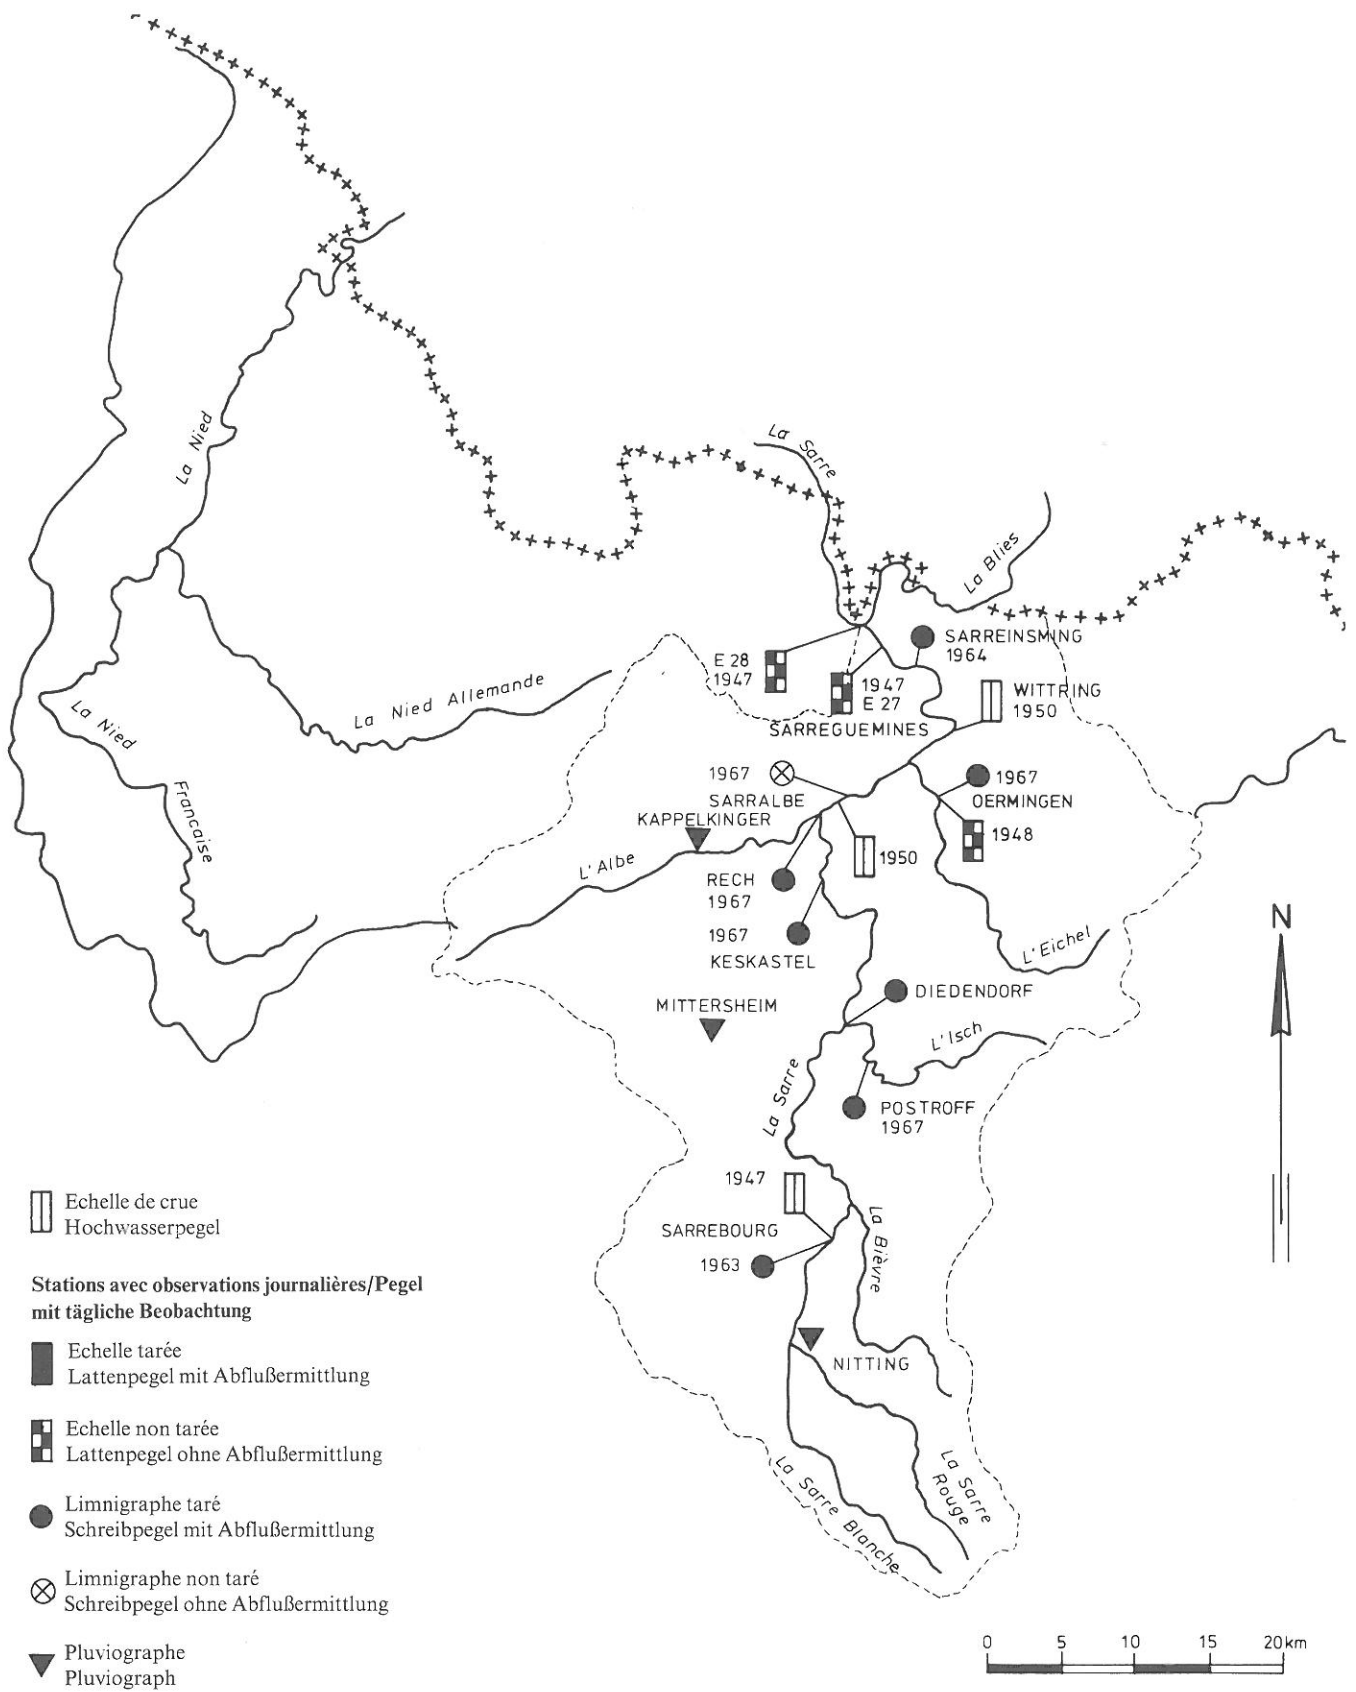 La Nied
La Sarre
La Blies
SARREINSMING
1964
E 28
1947
1947
E 27
SARREGUEMINES
WITTRING
1950
La Nied Allemande
La Nied
Francaise
1967
SARRALBE
KAPPELKINGER
1967
OERMINGEN
1948
1950
L'Albe
RECH
1967
1967
KESKASTEL
L'Eichel
N
DIEDENDORF
MITTERSHEIM
L'Isch
La Sarre
POSTROFF
1967
1947
SARREBOURG
1963
La Bièvre
NITTING
La Sarre
Rouge
La Sarre Blanche
Echelle de crue
Hochwasserpegel
Stations avec observations journalières/Pegel
mit tägliche Beobachtung
Echelle tarée
Lattenpegel mit Abflußermittlung
Echelle non tarée
Lattenpegel ohne Abflußermittlung
Limnigraphe taré
Schreibpegel mit Abflußermittlung
Limnigraphe non taré
Schreibpegel ohne Abflußermittlung
Pluviographe
Pluviograph
0 5 10 15 20 km